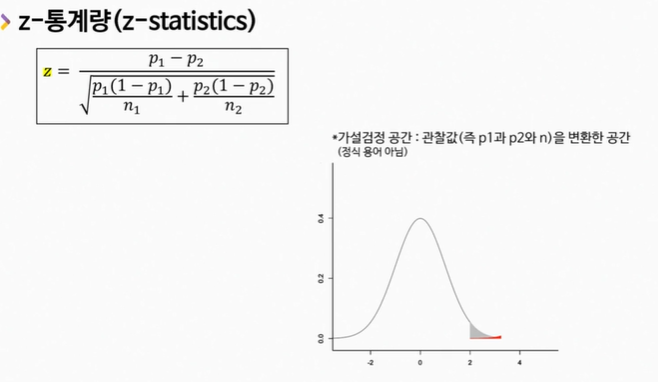 z-통계량(z-statistics)
z = \frac{p_1 - p_2}{\sqrt{\frac{p_1(1 - p_1)}{n_1} + \frac{p_2(1 - p_2)}{n_2}}}
*가설검정 공간 : 관찰값(즉 p1과 p2와 n)을 변환한 공간
(정식 용어 아님)
0.4
0.2
0.0
-2 0 2 4